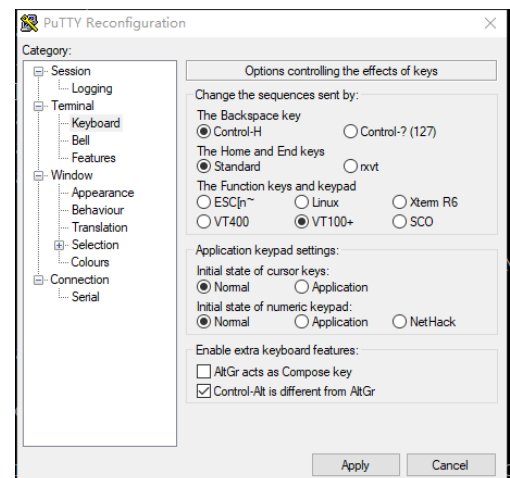 PuTTY Reconfiguration
Category:
Session
Logging
Terminal
Keyboard
Bell
Features
Window
Appearance
Behaviour
Translation
Selection
Colours
Connection
Serial
Options controlling the effects of keys
Change the sequences sent by:
The Backspace key
Control-H Control-? (127)
The Home and End keys
Standard rxvt
The Function keys and keypad
ESC[n~ Linux Xterm R6
VT400 VT100+ SCO
Application keypad settings:
Initial state of cursor keys:
Normal Application
Initial state of numeric keypad:
Normal Application NetHack
Enable extra keyboard features:
AltGr acts as Compose key
Control-Alt is different from AltGr
Apply Cancel